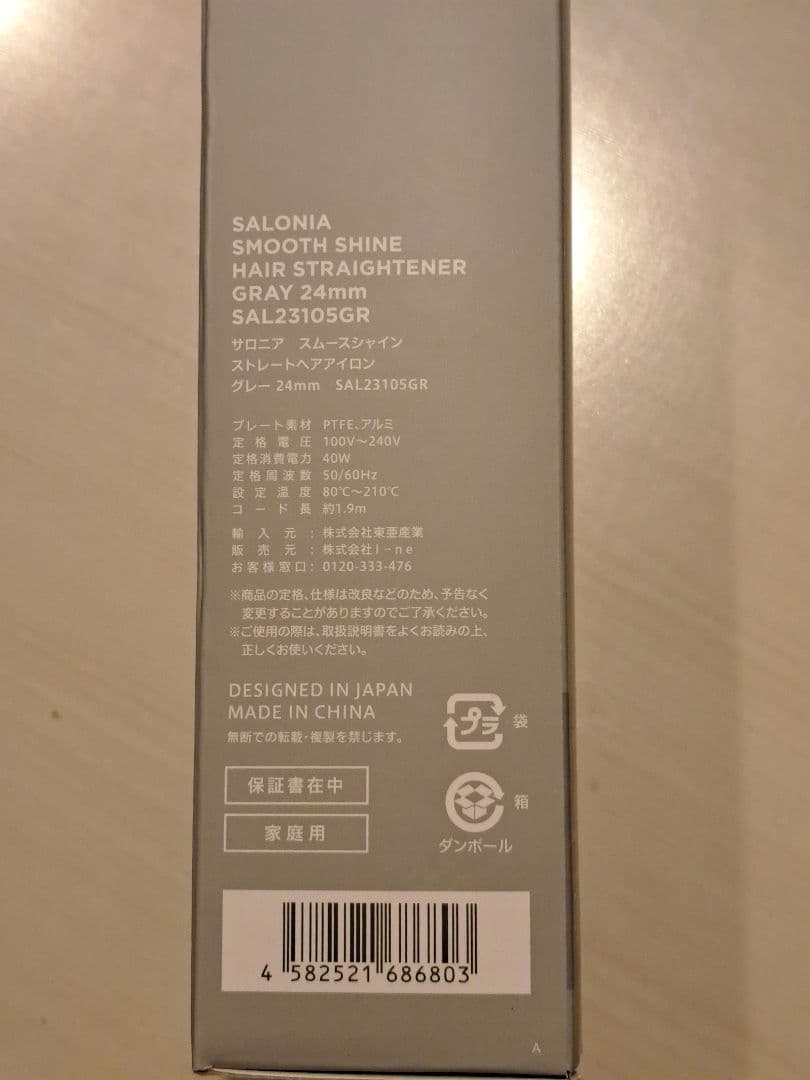 SALONIA
SMOOTH SHINE
HAIR STRAIGHTENER
GRAY 24mm
SAL23105GR
サロニア スムースシャイン
ストレートヘアアイロン
グレー 24mm SAL23105GR
プレート素材 PTFE、アルミ
定格電圧 100V～240V
定格消費電力 40W
定格周波数 50/60Hz
設定温度 80℃～210℃
コード長 約1.9m
輸入元：株式会社東亜産業
販売元：株式会社I-ne
お客様窓口：0120-333-476
※商品の定格、仕様は改良などのため、予告なく
変更することがありますのでご了承ください。
※ご使用の際は、取扱説明書をよくお読みの上、
正しくお使いください。
DESIGNED IN JAPAN
MADE IN CHINA
無断での転載・複製を禁じます。
プラ 袋
保証書在中
箱
家庭用
ダンボール
4 582521 686803
A